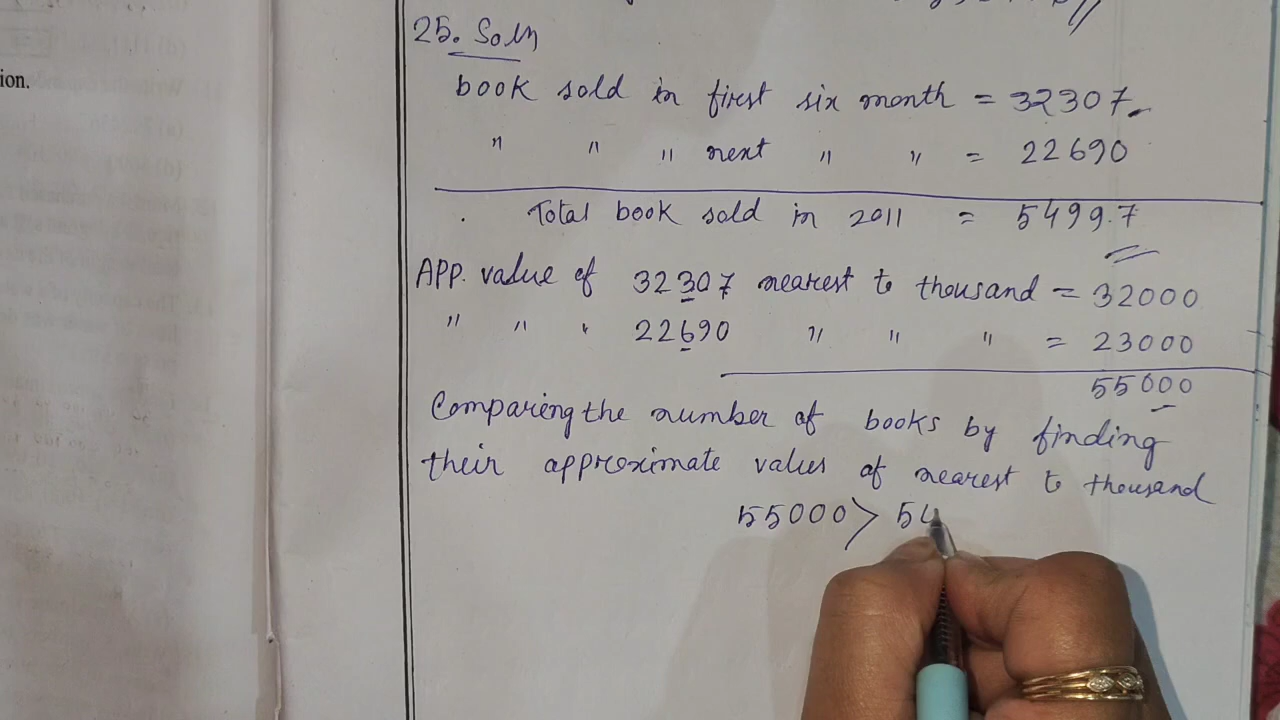 ion.
25. Soln
book sold in first six month = 32307
" " " next " " = 22690
Total book sold in 2011 = 54997
APP. value of 32307 nearest to thousand = 32000
" " " 22690 " " " = 23000
55000
Comparing the number of books by finding
their approximate values of nearest to thousand
55000 > 54